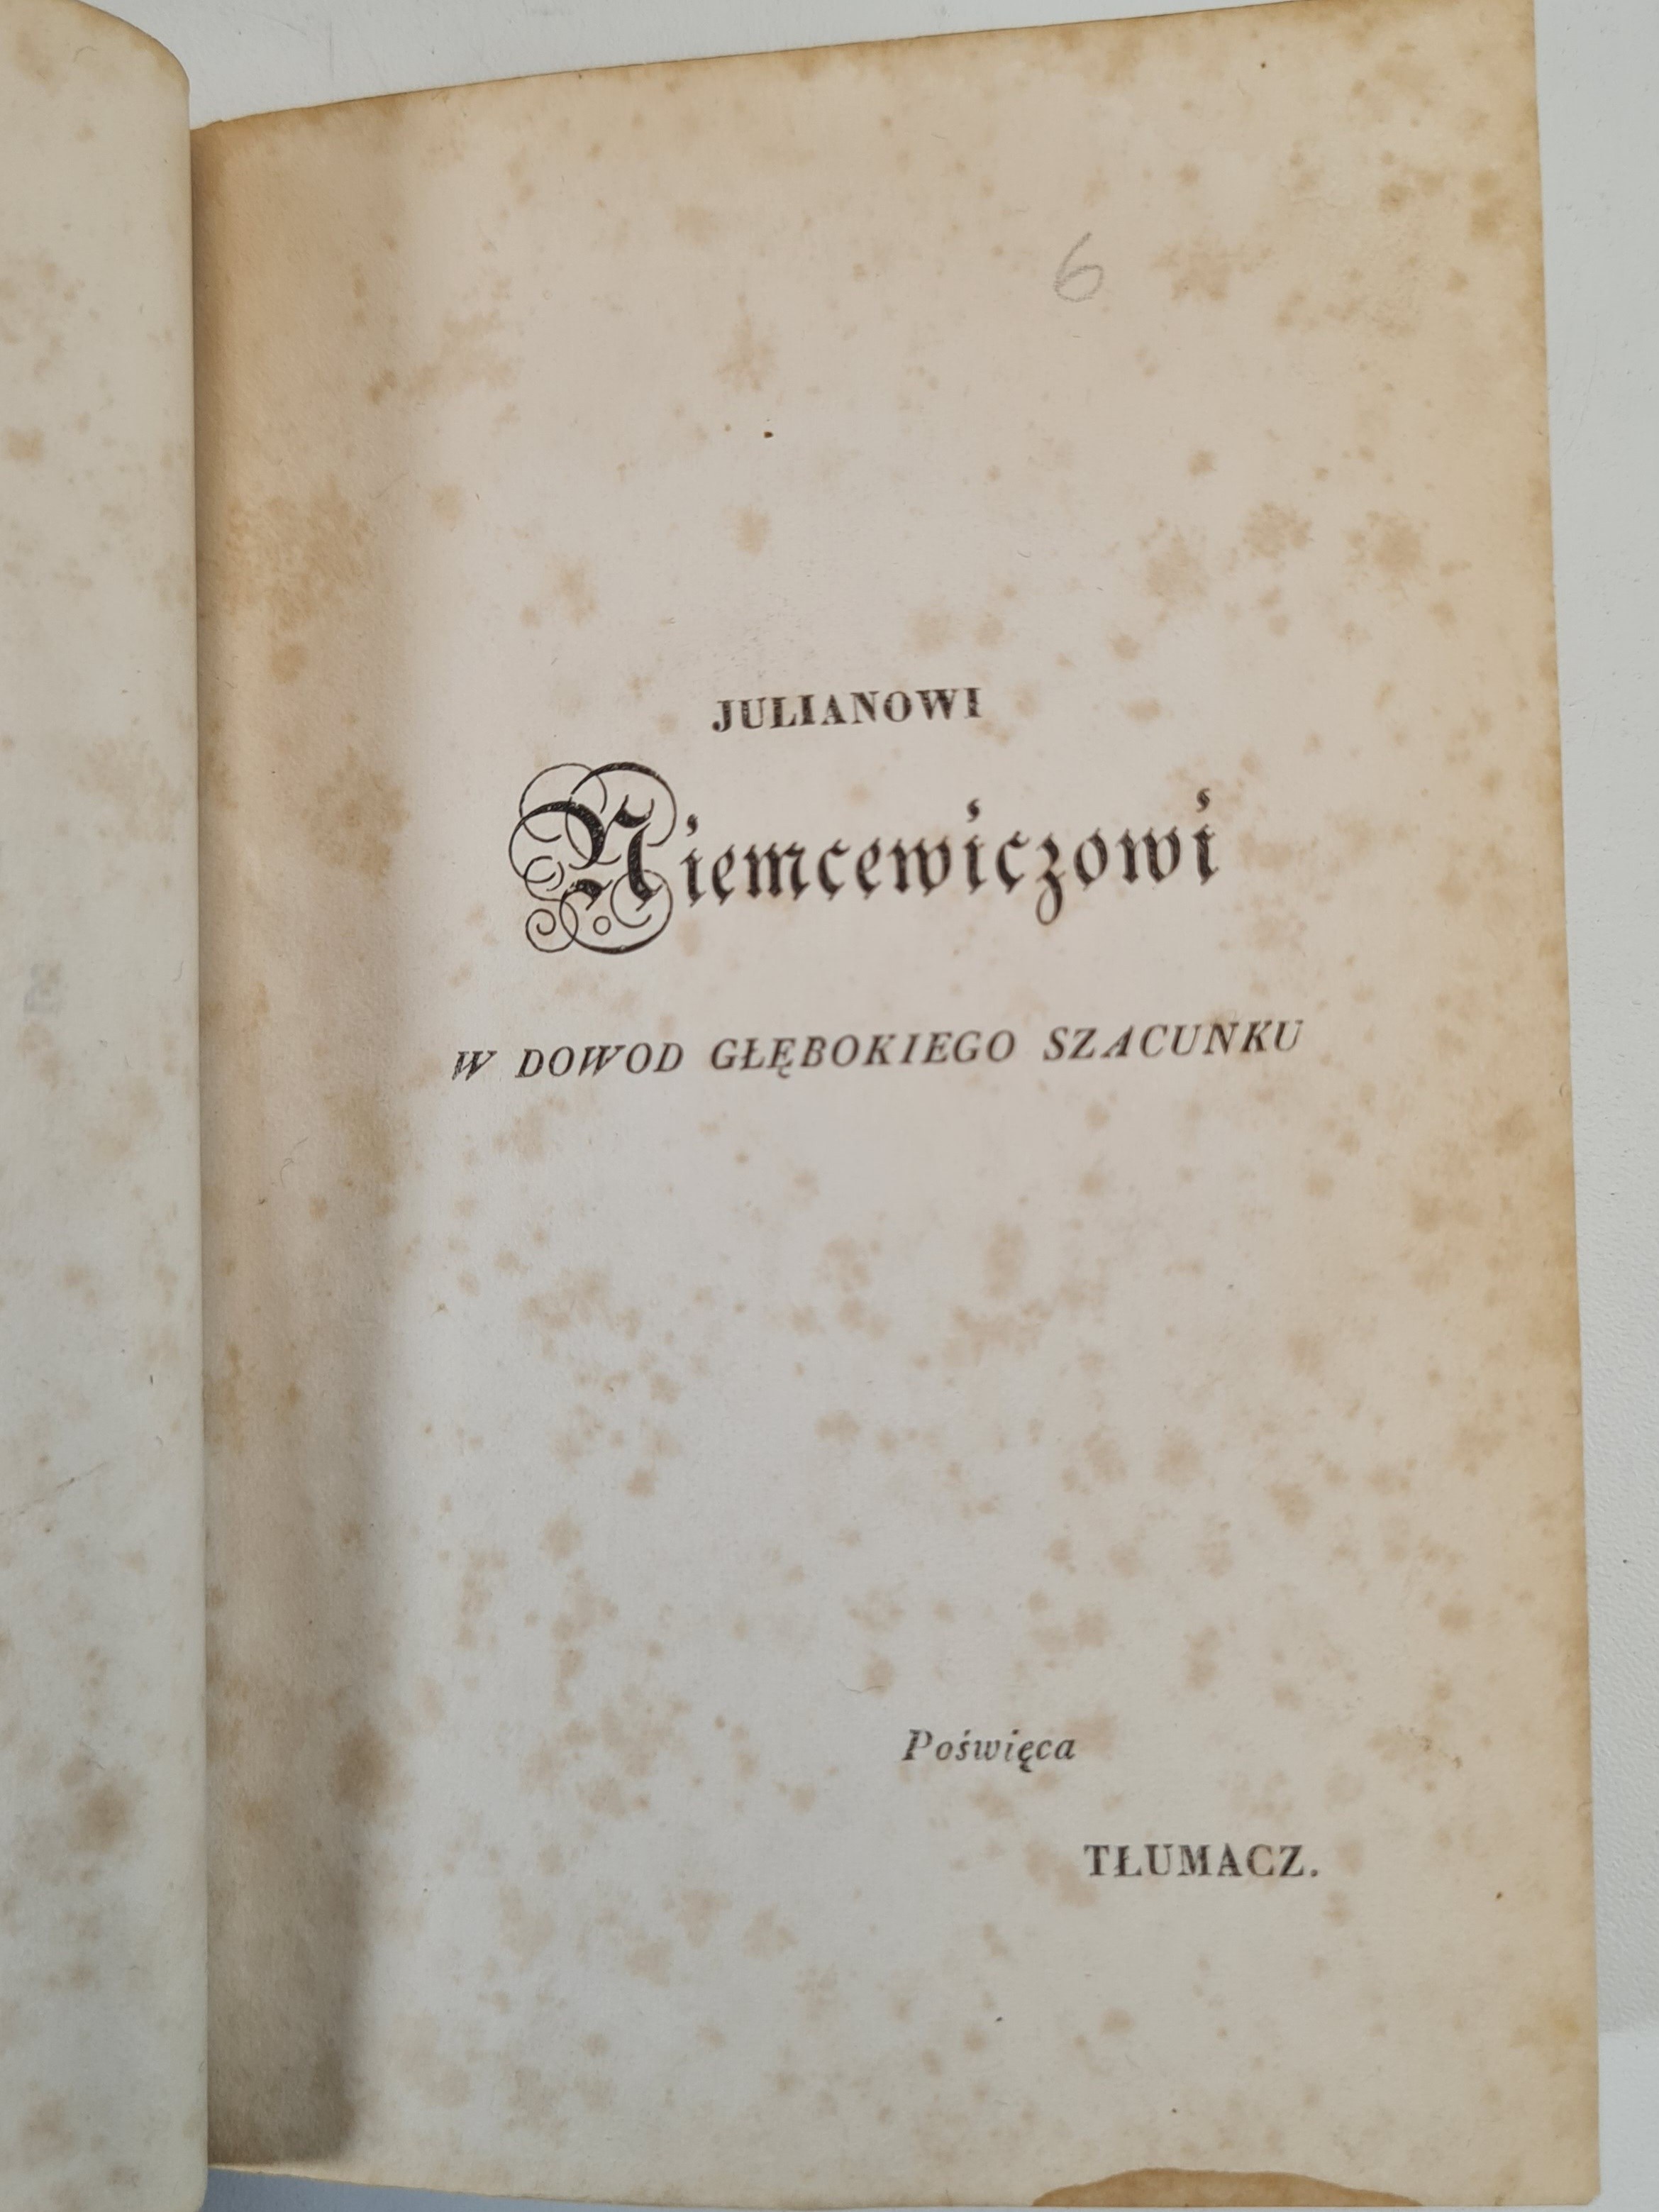 6
JULIANOWI
Niemcewiczowi
W DOWOD GŁĘBOKIEGO SZACUNKU
Poświęca
TŁUMACZ.